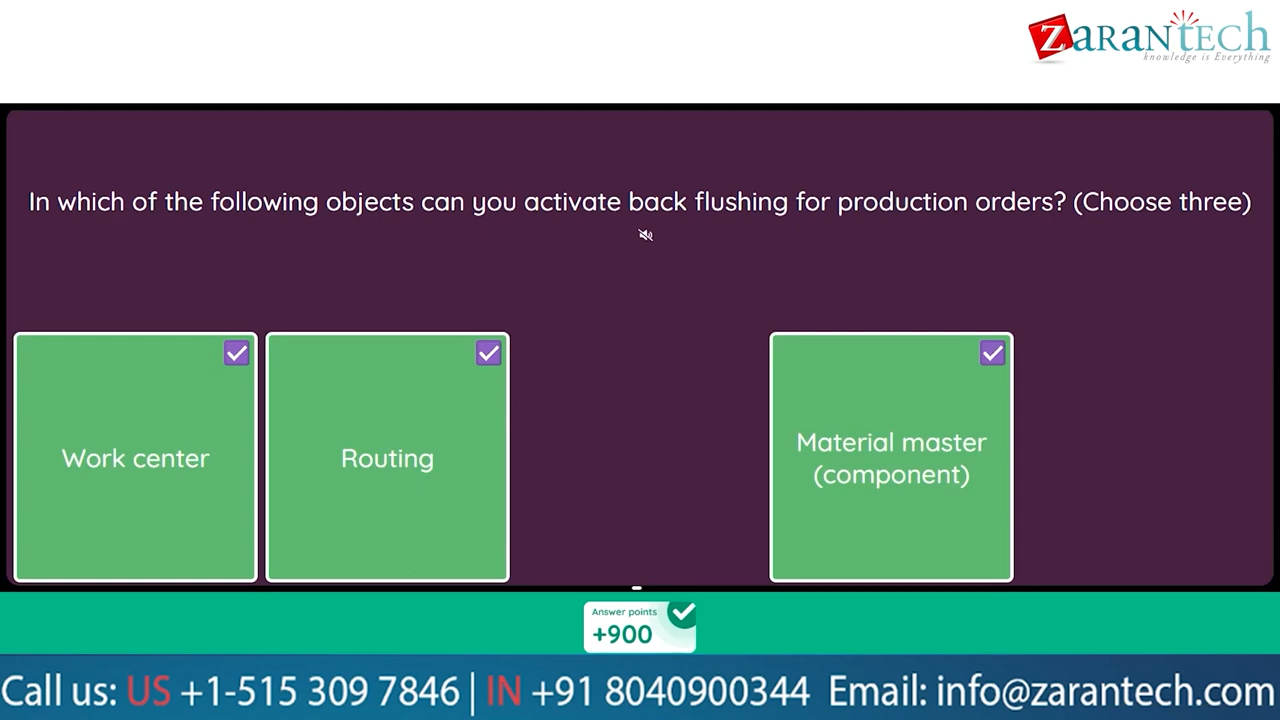 ZARANTECH
knowledge is Everything
In which of the following objects can you activate back flushing for production orders? (Choose three)
Work center
Routing
Material master
(component)
Answer points
+900
Call us: US +1-515 309 7846 | IN +91 8040900344 Email: info@zarantech.com